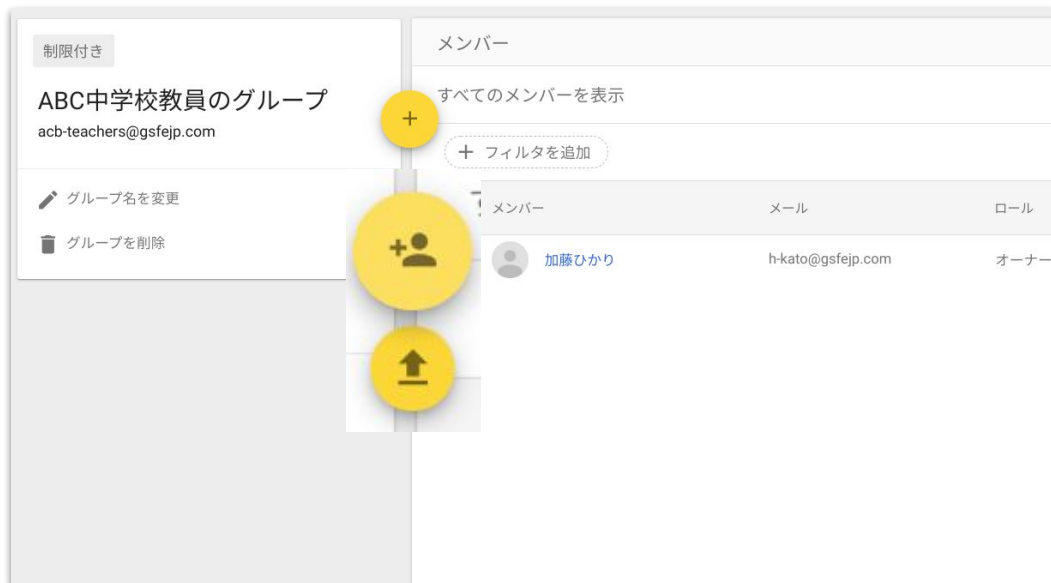 制限付き
ABC中学校教員のグループ
acb-teachers@gsfejp.com
グループ名を変更
グループを削除
メンバー
すべてのメンバーを表示
フィルタを追加
メンバー メール ロール
加藤ひかり h-kato@gsfejp.com オーナー